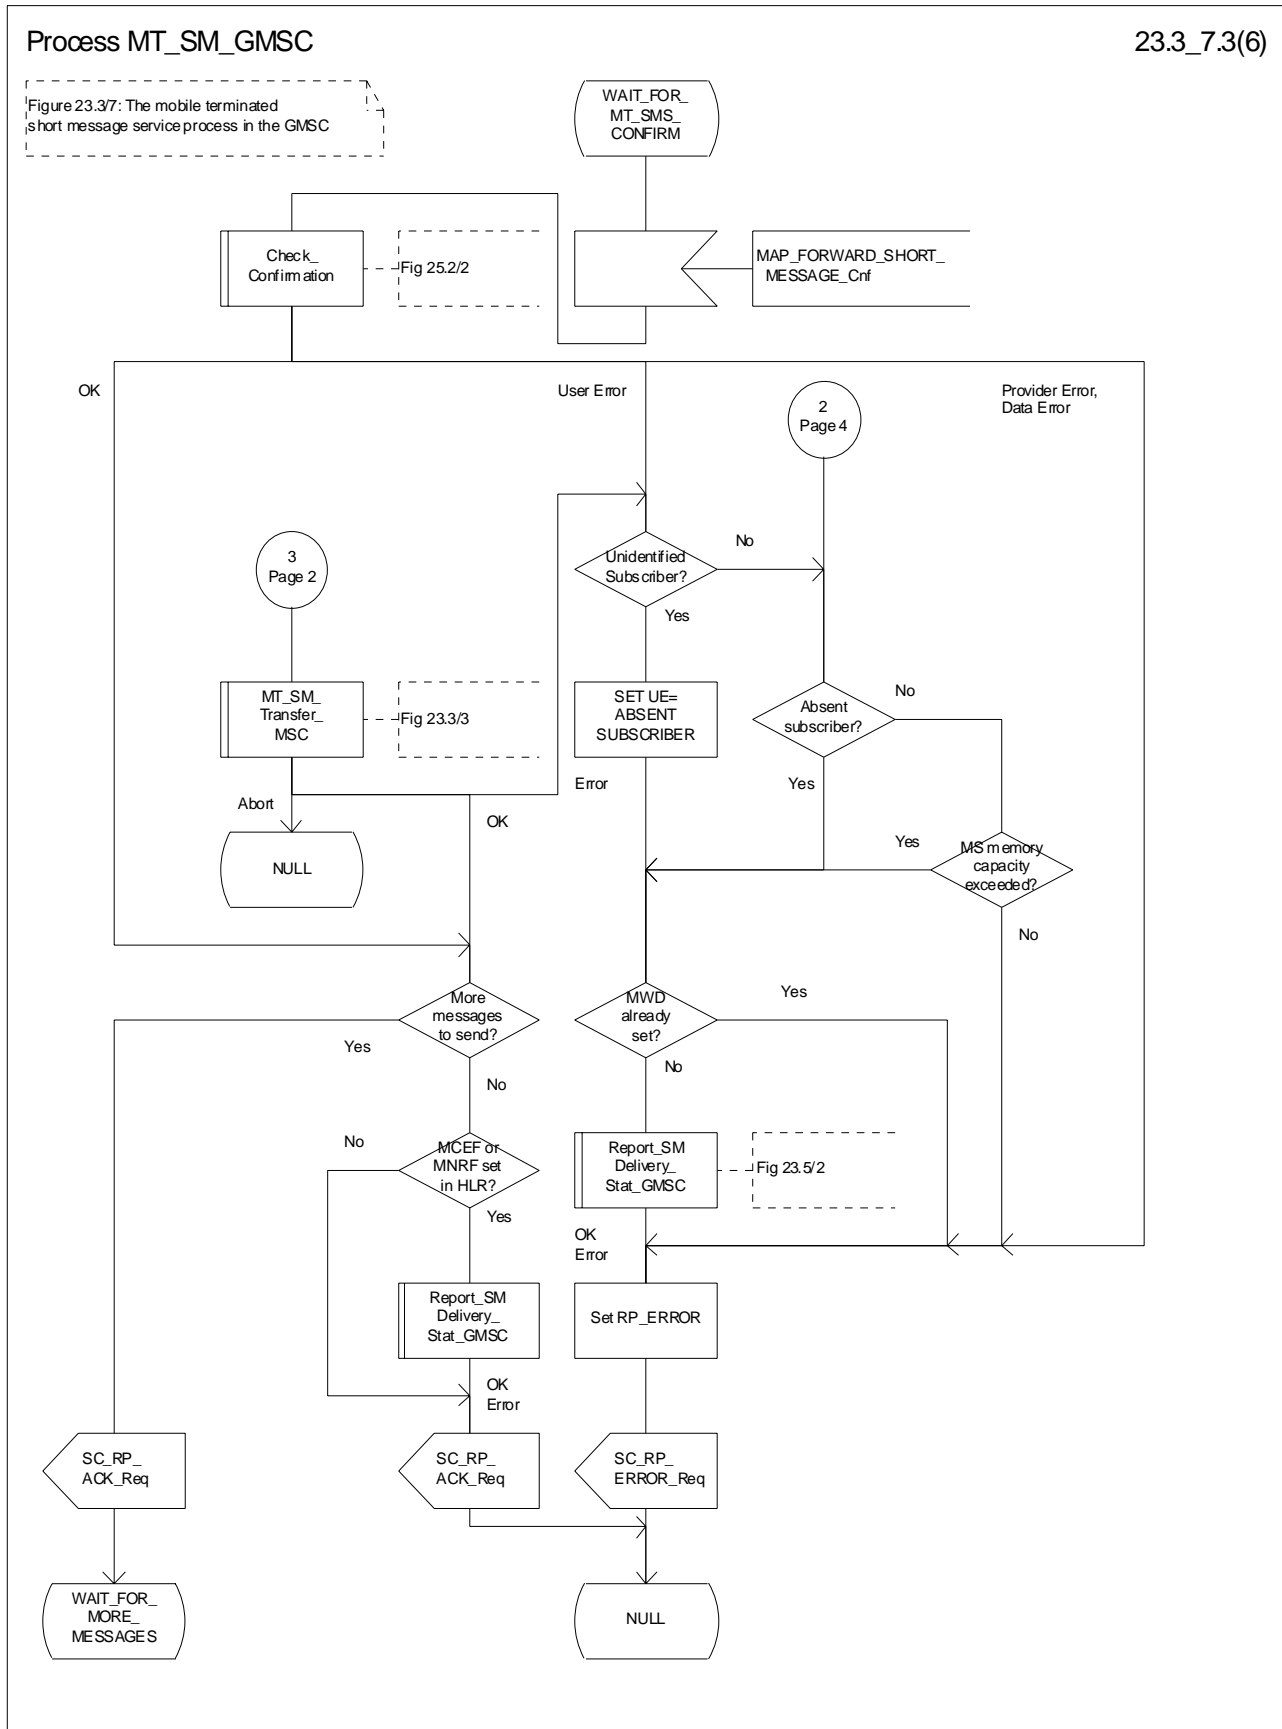 Process MT_SM_GMSC
23.3_7.3(6)
Figure 23.3/7: The mobile terminated
short message service process in the GMSC
WAIT_FOR_
MT_SMS_
CONFIRM
Check_
Confirmation
Fig 25.2/2
MAP_FORWARD_SHORT_
MESSAGE_Cnf
OK
User Error
2
Page 4
Provider Error,
Data Error
3
Page 2
Unidentified
Subscriber?
No
Yes
MT_SM_
Transfer_
MSC
Fig 23.3/3
SET UE=
ABSENT
SUBSCRIBER
Absent
subscriber?
No
Error
Yes
Abort
OK
NULL
Yes
MS memory
capacity
exceeded?
No
More
messages
to send?
Yes
No
MWD
already
set?
Yes
No
No
MCEF or
MNRF set
in HLR?
Yes
Report_SM
Delivery_
Stat_GMSC
Fig 23.5/2
OK
Error
Report_SM
Delivery_
Stat_GMSC
Set RP_ERROR
OK
Error
SC_RP_
ACK_Req
SC_RP_
ACK_Req
SC_RP_
ERROR_Req
WAIT_FOR_
MORE_
MESSAGES
NULL